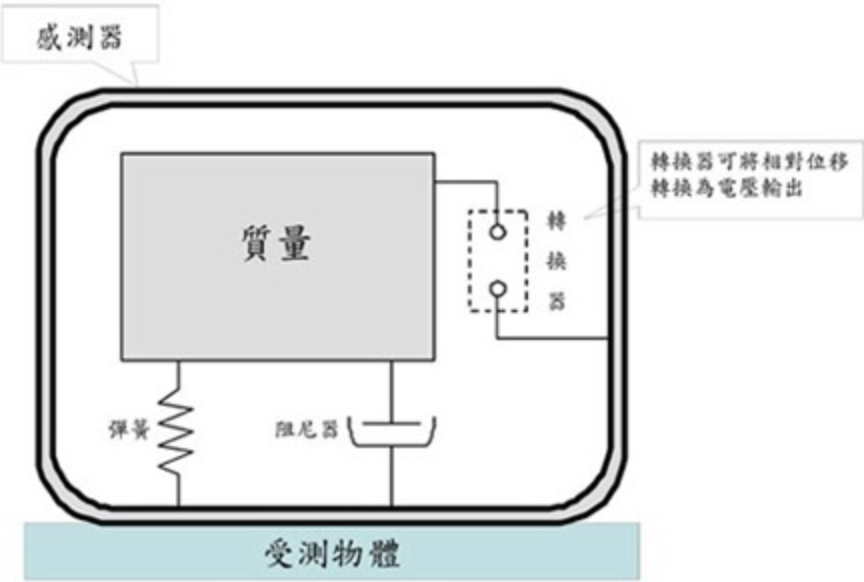 感測器
轉換器可將相對位移
轉換為電壓輸出
質量
轉
換
器
彈簧
阻尼器
受測物體